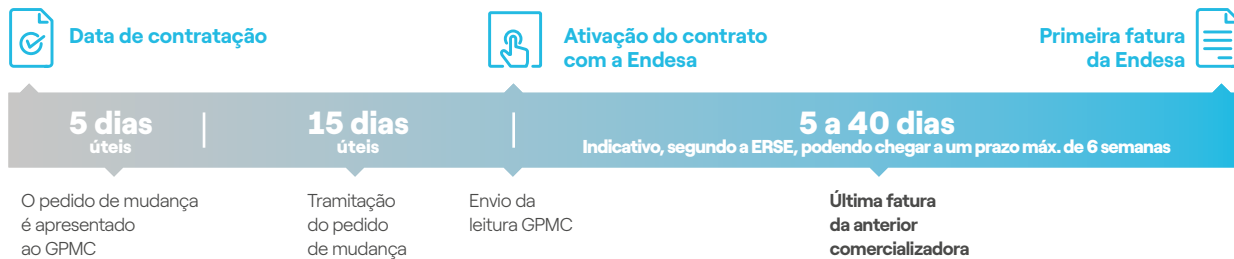 Data de contratação
Ativação do contrato
com a Endesa
Primeira fatura
da Endesa
5 dias
úteis
15 dias
úteis
5 a 40 dias
Indicativo, segundo a ERSE, podendo chegar a um prazo máx. de 6 semanas
O pedido de mudança
é apresentado
ao GPMC
Tramitação
do pedido
de mudança
Envio da
leitura GPMC
Última fatura
da anterior
comercializadora